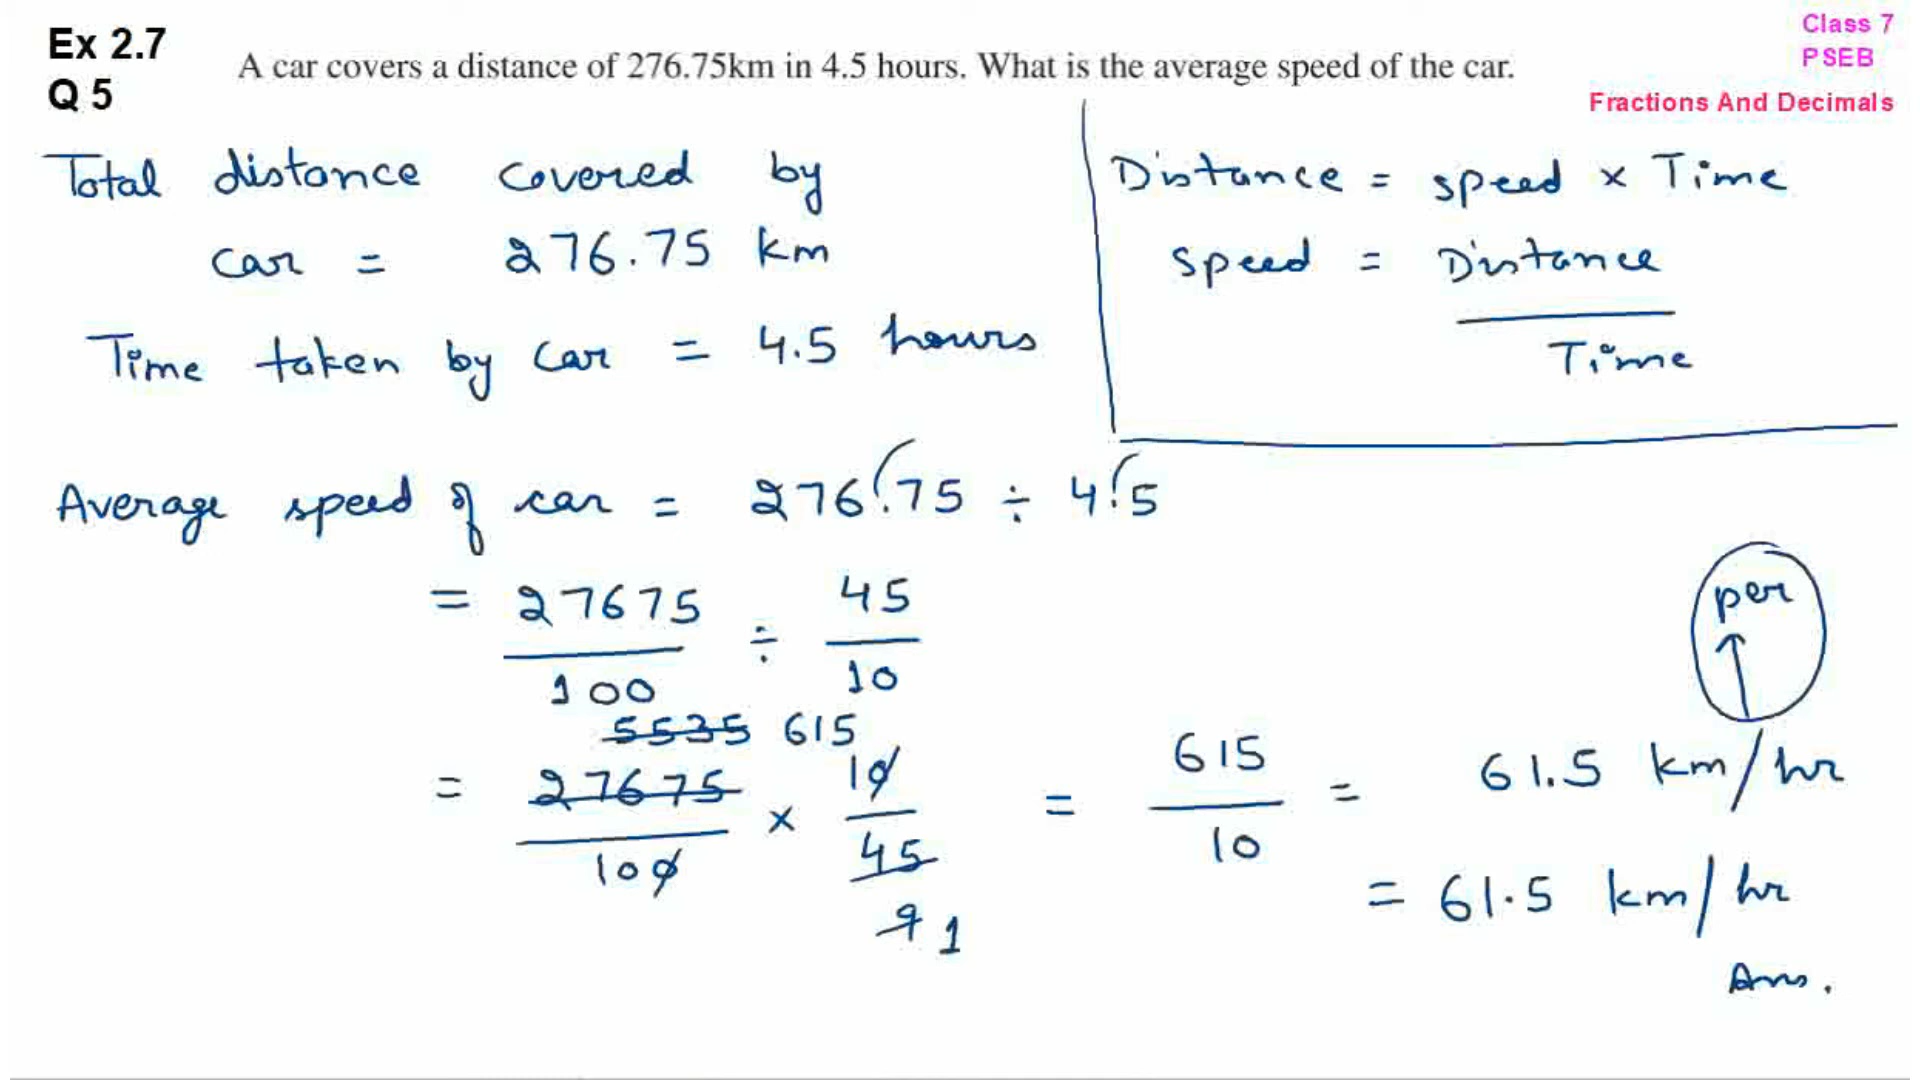 Ex 2.7
Q 5
A car covers a distance of 276.75km in 4.5 hours. What is the average speed of the car.
Class 7
PSEB
Fractions And Decimals
Total distance covered by
car = 276.75 km
Time taken by car = 4.5 hours
Distance = speed × Time
speed = Distance
Time
Average speed of car = 276.75 ÷ 4.5
= 27675 ÷ 45
100 10
5535 615
= 27675 × 10 = 615 = 61.5 km/hr
100 45 10
9 1
per
= 61.5 km/hr
Ans.